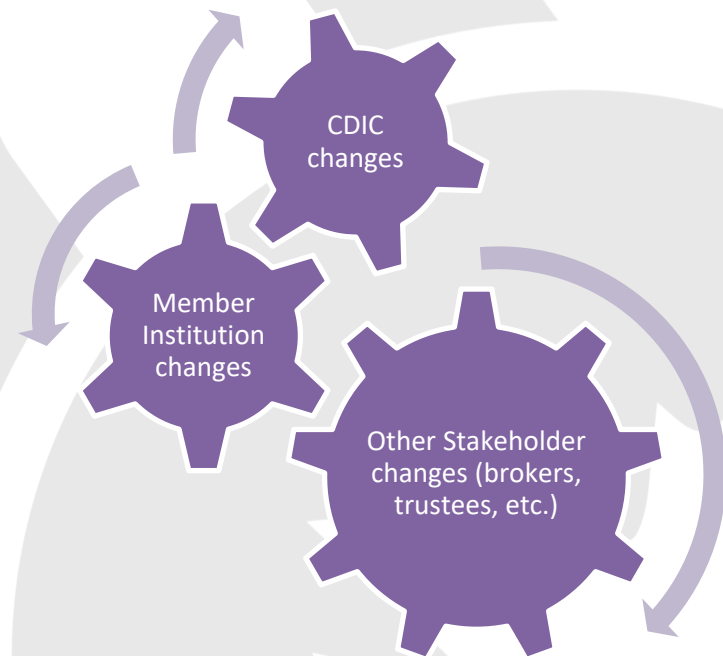 CDIC
changes
Member
Institution
changes
Other Stakeholder
changes (brokers,
trustees, etc.)